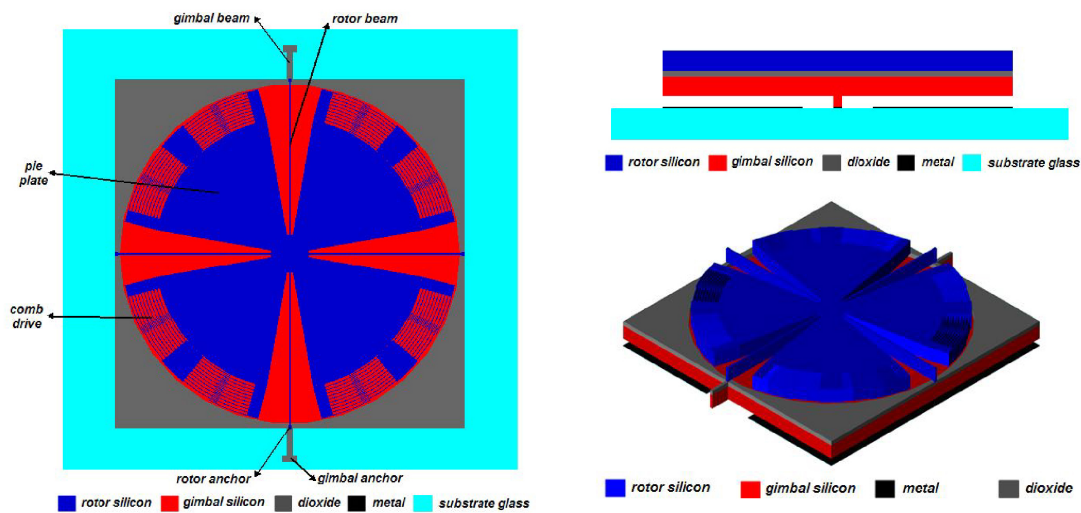 gimbal beam
rotor beam
pie
plate
comb
drive
rotor anchor
gimbal anchor
rotor silicon gimbal silicon dioxide metal substrate glass
rotor silicon gimbal silicon dioxide metal substrate glass
rotor silicon gimbal silicon metal dioxide